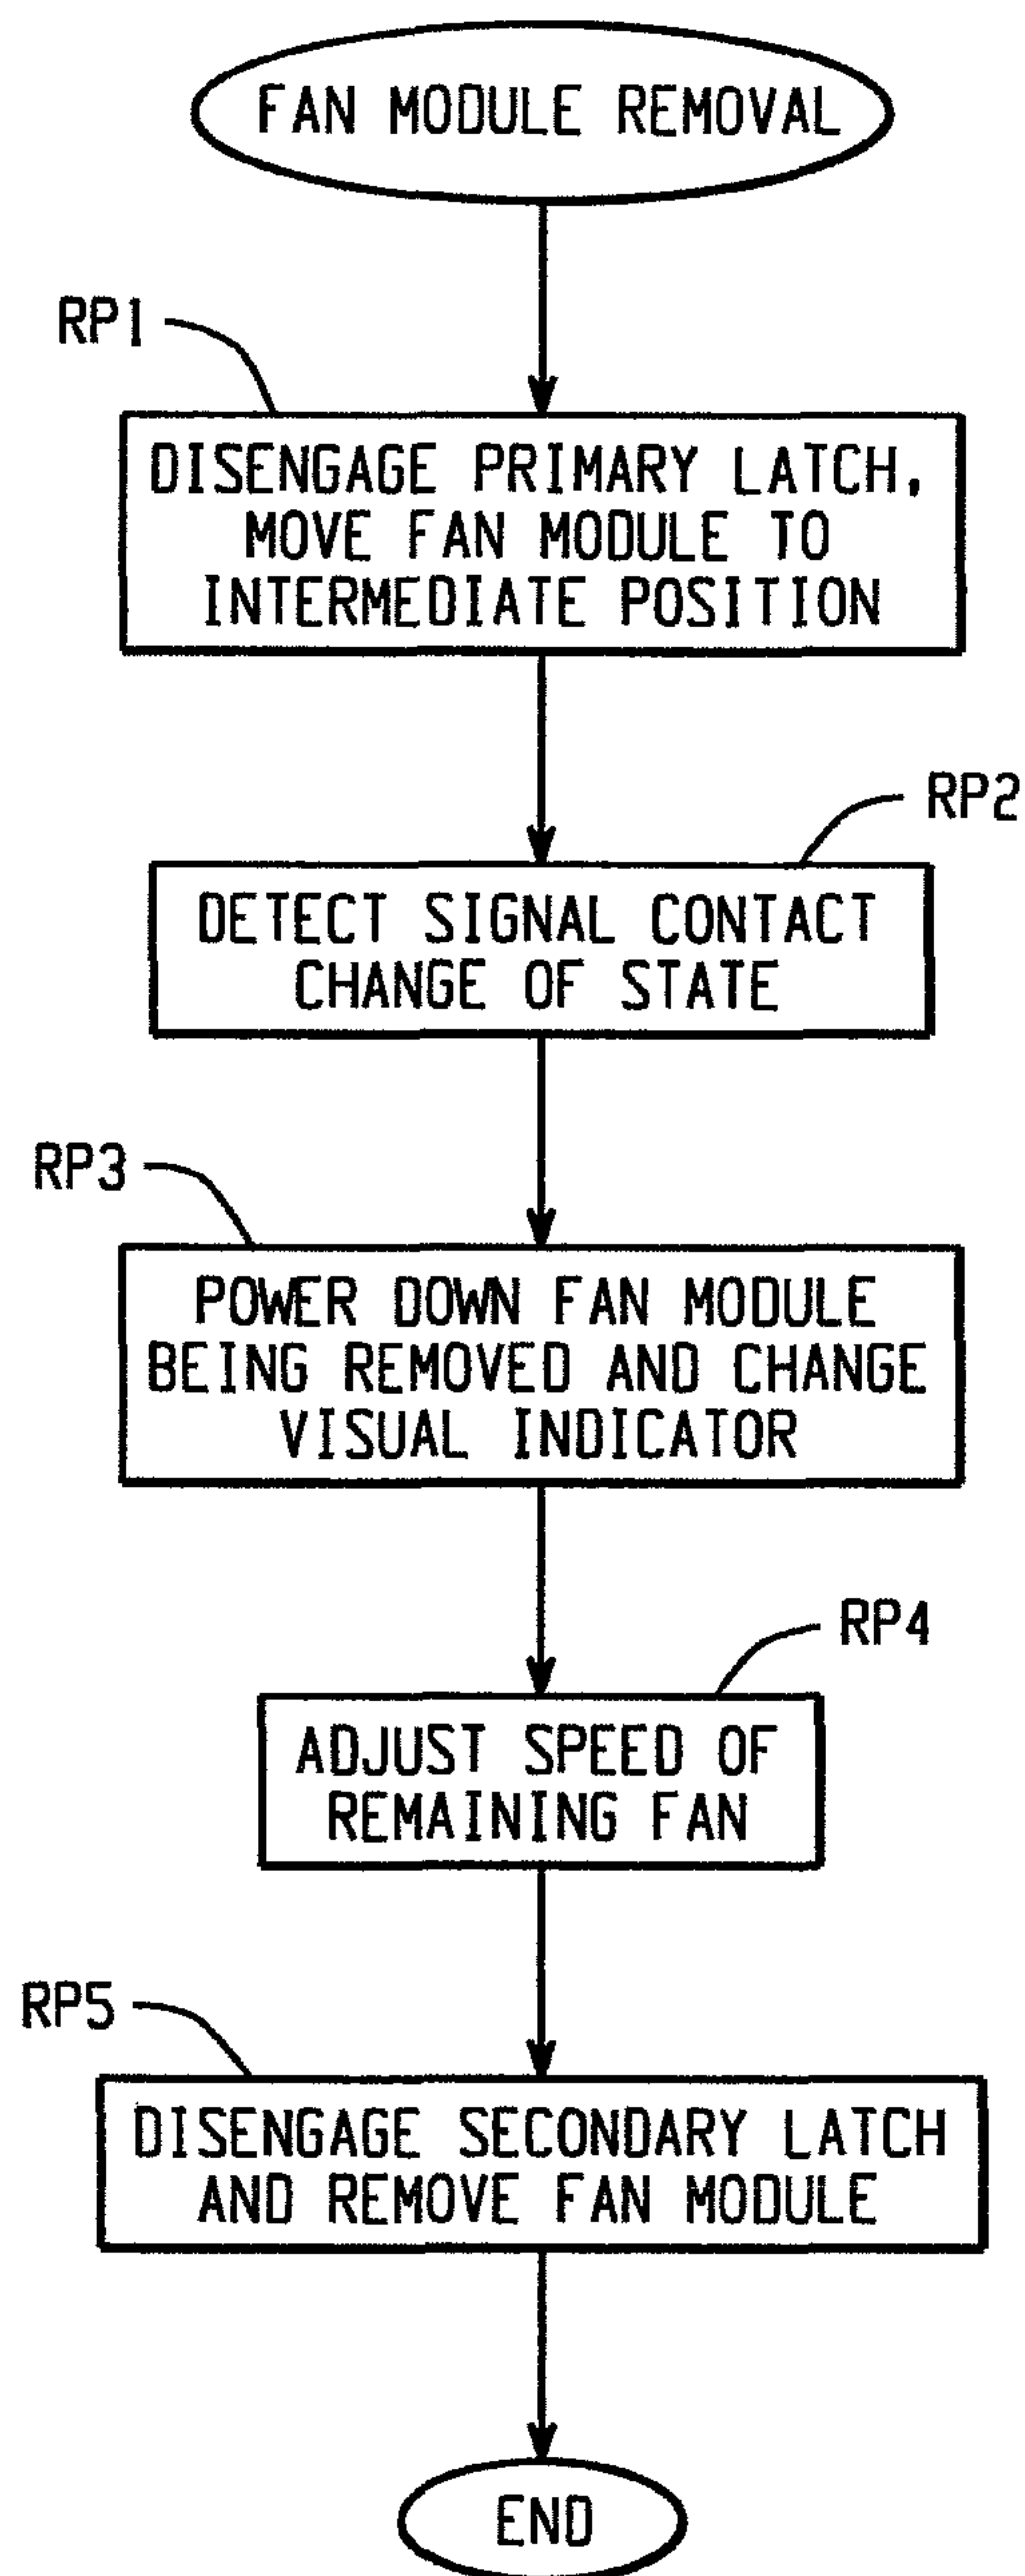 FAN MODULE REMOVAL
RP1
DISENGAGE PRIMARY LATCH,
MOVE FAN MODULE TO
INTERMEDIATE POSITION
RP2
DETECT SIGNAL CONTACT
CHANGE OF STATE
RP3
POWER DOWN FAN MODULE
BEING REMOVED AND CHANGE
VISUAL INDICATOR
RP4
ADJUST SPEED OF
REMAINING FAN
RP5
DISENGAGE SECONDARY LATCH
AND REMOVE FAN MODULE
END